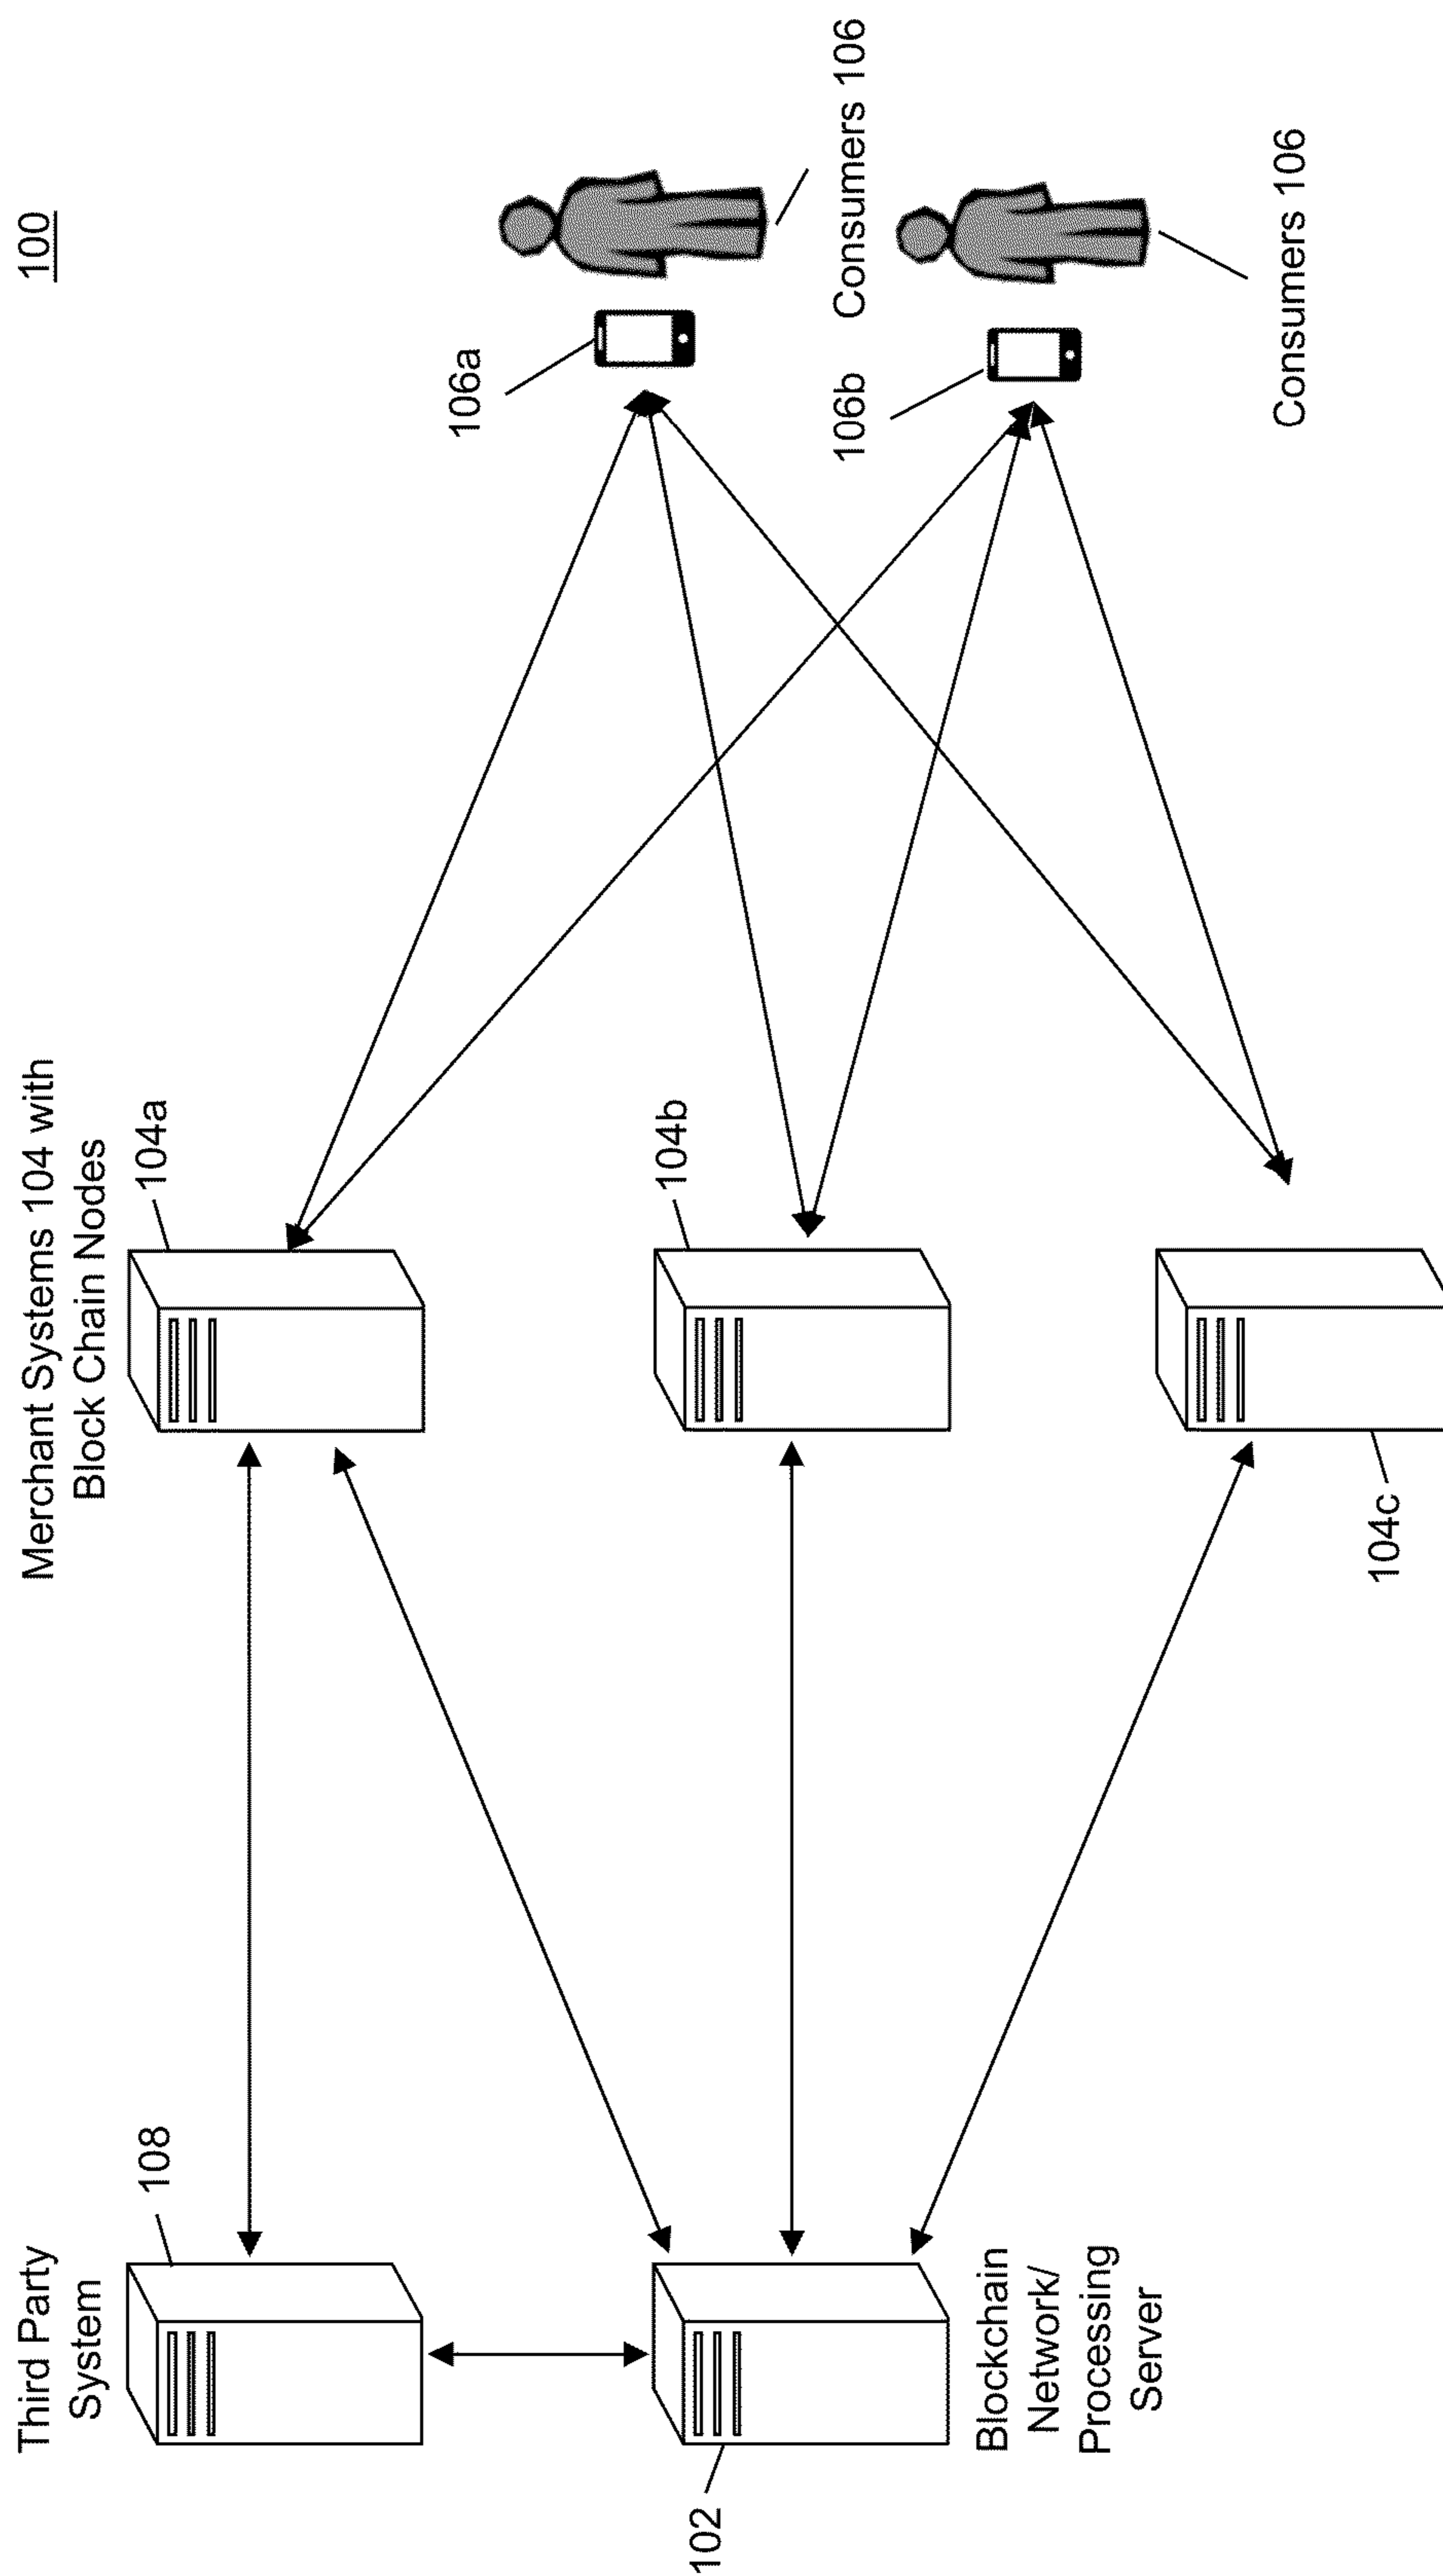 100
Third Party
System
108
Merchant Systems 104 with
Block Chain Nodes
104a
106a
Consumers 106
104b
106b
102
Blockchain
Network/
Processing
Server
104c
Consumers 106